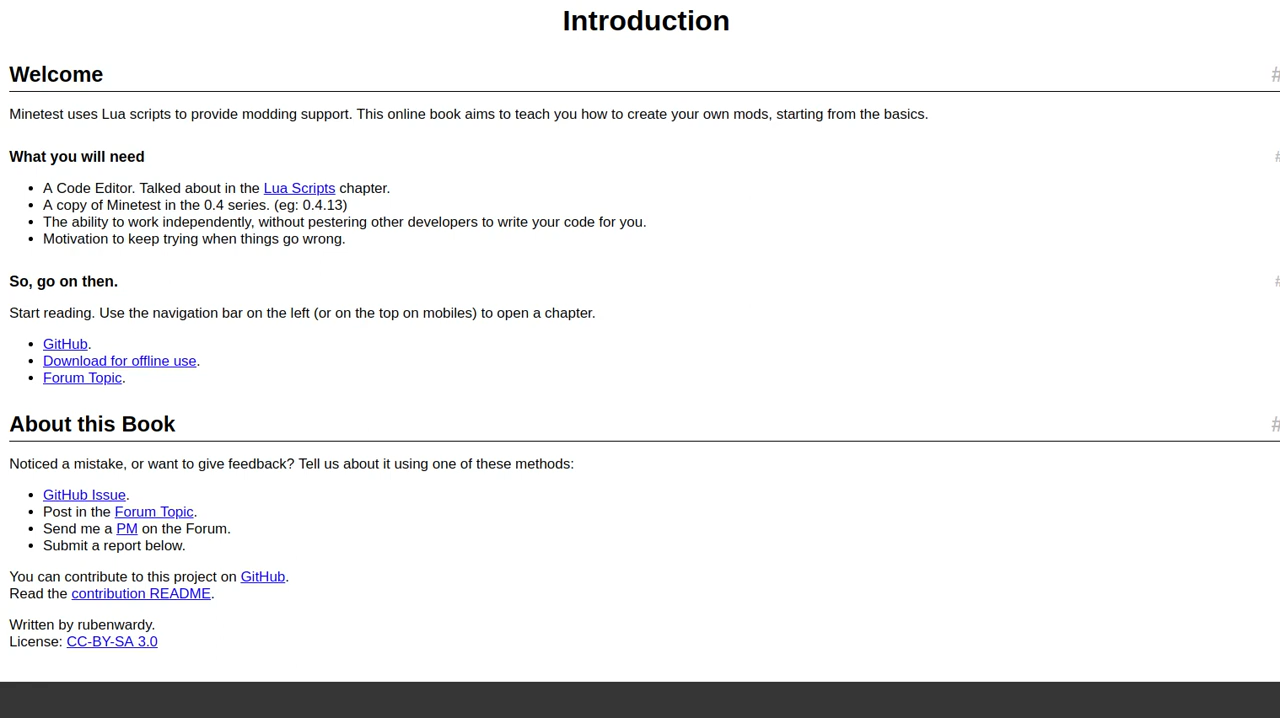 Introduction
Welcome #
Minetest uses Lua scripts to provide modding support. This online book aims to teach you how to create your own mods, starting from the basics.
What you will need #
• A Code Editor. Talked about in the Lua Scripts chapter.
• A copy of Minetest in the 0.4 series. (eg: 0.4.13)
• The ability to work independently, without pestering other developers to write your code for you.
• Motivation to keep trying when things go wrong.
So, go on then. #
Start reading. Use the navigation bar on the left (or on the top on mobiles) to open a chapter.
• GitHub.
• Download for offline use.
• Forum Topic.
About this Book #
Noticed a mistake, or want to give feedback? Tell us about it using one of these methods:
• GitHub Issue.
• Post in the Forum Topic.
• Send me a PM on the Forum.
• Submit a report below.
You can contribute to this project on GitHub.
Read the contribution README.
Written by rubenwardy.
License: CC-BY-SA 3.0